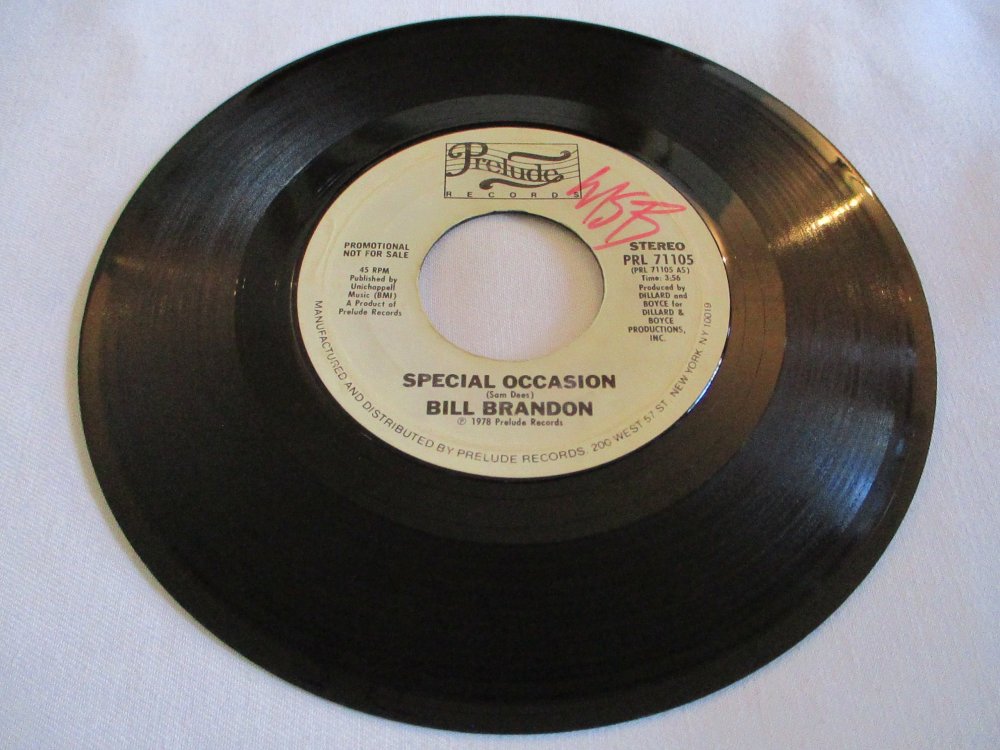 Prelude
RECORDS
PROMOTIONAL
NOT FOR SALE
45 RPM
Published by
Unichappell
Music (BMI)
A Product of
Prelude Records
STEREO
PRL 71105
(PRL 71105 AS)
Time: 3:56
Produced by
DILLARD and
BOYCE for
DILLARD &
BOYCE
PRODUCTIONS,
INC.
SPECIAL OCCASION
(Sam Dees)
BILL BRANDON
℗ 1978 Prelude Records
MANUFACTURED AND DISTRIBUTED BY PRELUDE RECORDS, 200 WEST 57 ST. NEW YORK, NY 10019